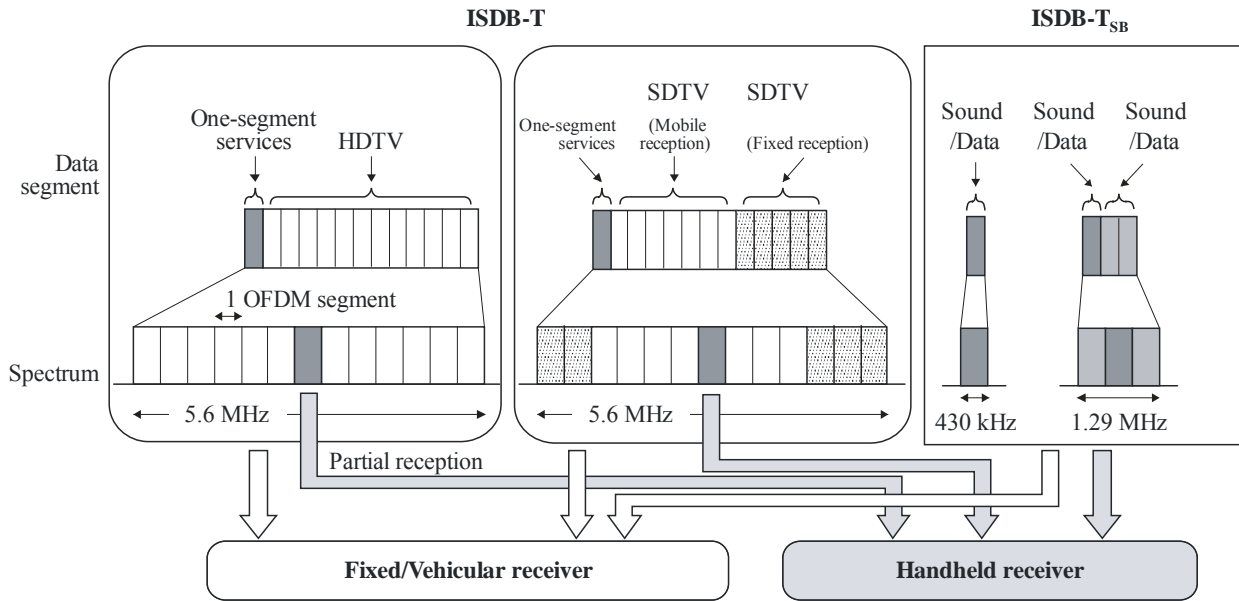 ISDB-T
ISDB-TSB
One-segment
services
HDTV
SDTV
SDTV
One-segment
services
(Mobile
reception)
(Fixed reception)
Sound
/Data
Sound
/Data
Sound
/Data
Data
segment
1 OFDM segment
Spectrum
5.6 MHz
5.6 MHz
430 kHz
1.29 MHz
Partial reception
Fixed/Vehicular receiver
Handheld receiver